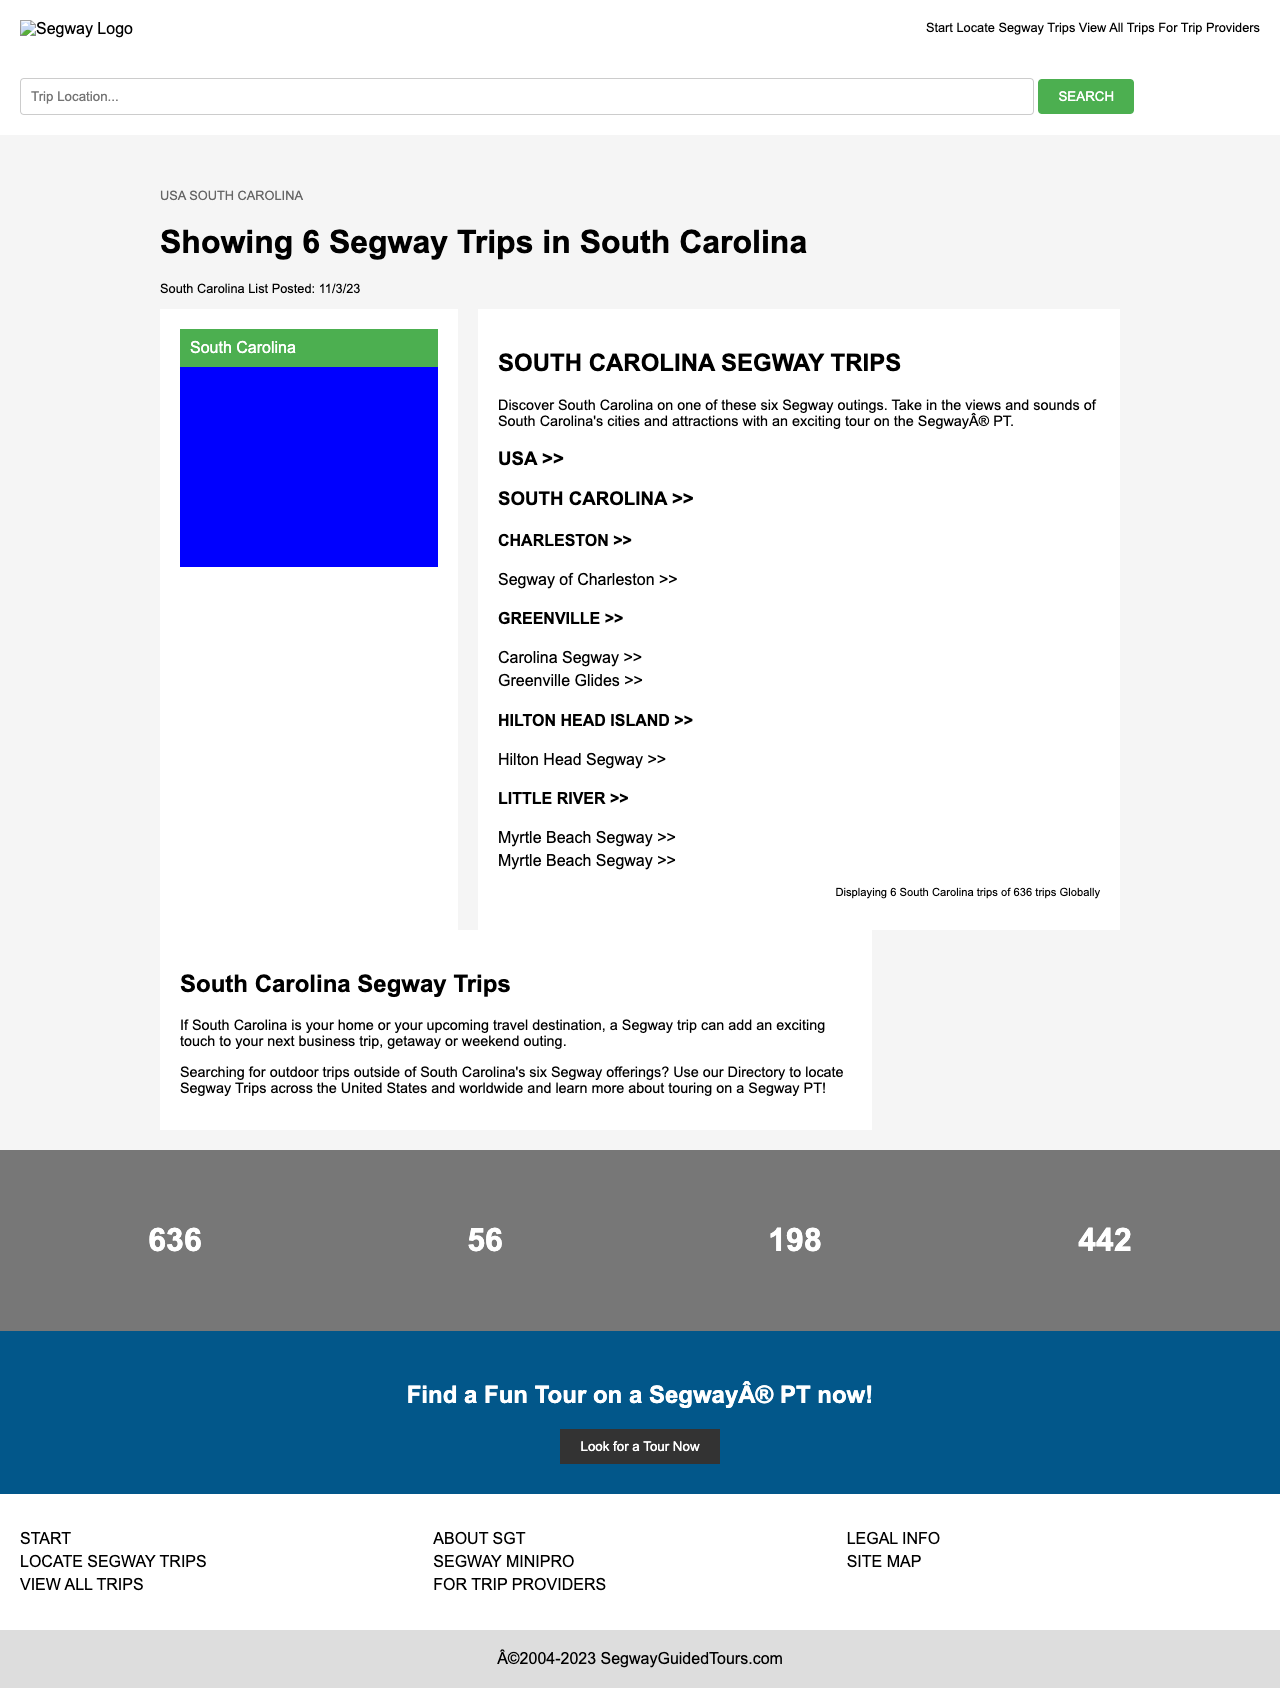 Segway Logo
Start Locate Segway Trips View All Trips For Trip Providers
Trip Location...
SEARCH
USA SOUTH CAROLINA
Showing 6 Segway Trips in South Carolina
South Carolina List Posted: 11/3/23
South Carolina
SOUTH CAROLINA SEGWAY TRIPS
Discover South Carolina on one of these six Segway outings. Take in the views and sounds of
South Carolina's cities and attractions with an exciting tour on the SegwayÂ® PT.
USA >>
SOUTH CAROLINA >>
CHARLESTON >>
Segway of Charleston >>
GREENVILLE >>
Carolina Segway >>
Greenville Glides >>
HILTON HEAD ISLAND >>
Hilton Head Segway >>
LITTLE RIVER >>
Myrtle Beach Segway >>
Myrtle Beach Segway >>
Displaying 6 South Carolina trips of 636 trips Globally
South Carolina Segway Trips
If South Carolina is your home or your upcoming travel destination, a Segway trip can add an exciting
touch to your next business trip, getaway or weekend outing.
Searching for outdoor trips outside of South Carolina's six Segway offerings? Use our Directory to locate
Segway Trips across the United States and worldwide and learn more about touring on a Segway PT!
636
56
198
442
Find a Fun Tour on a SegwayÂ® PT now!
Look for a Tour Now
START
LOCATE SEGWAY TRIPS
VIEW ALL TRIPS
ABOUT SGT
SEGWAY MINIPRO
FOR TRIP PROVIDERS
LEGAL INFO
SITE MAP
Â©2004-2023 SegwayGuidedTours.com